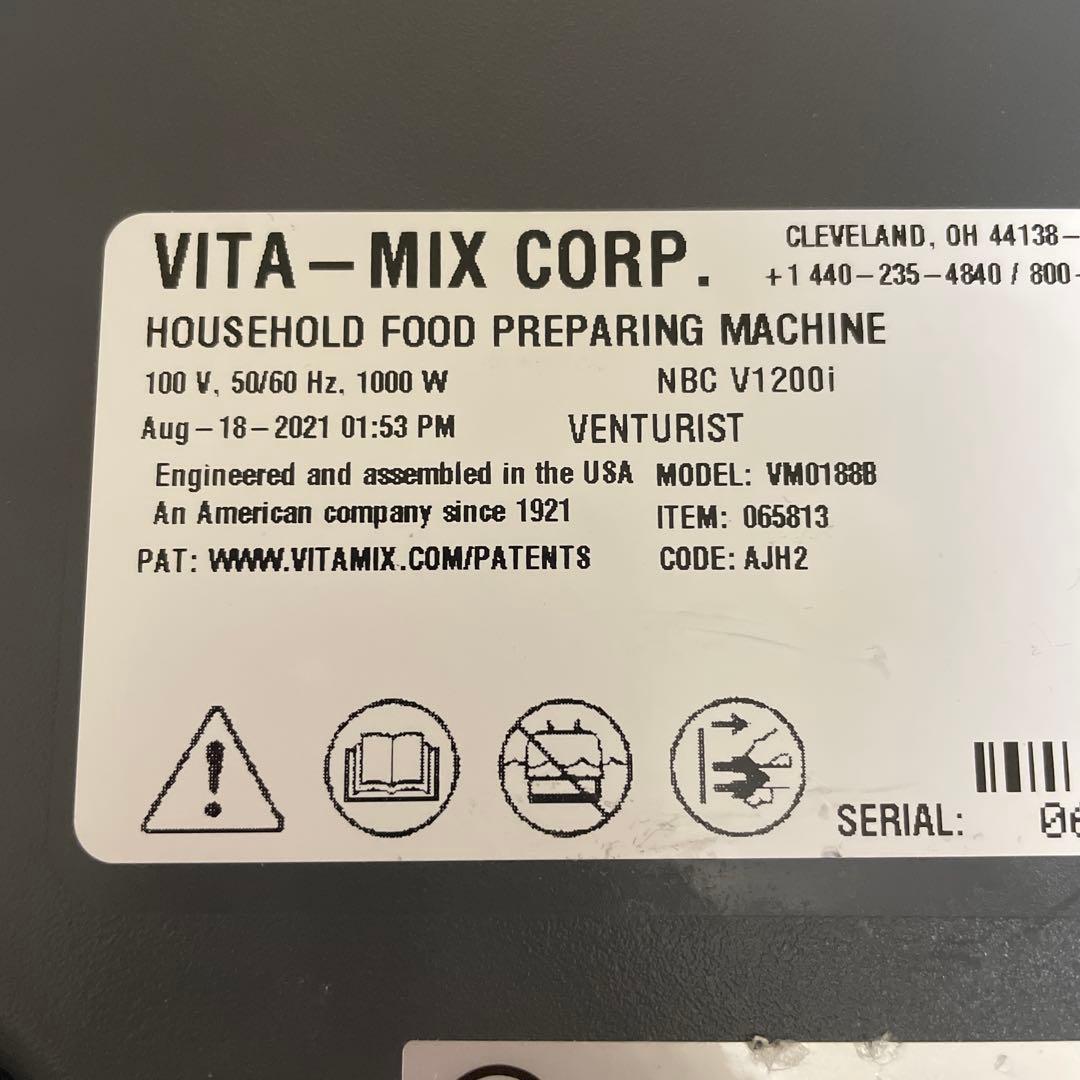 VITA-MIX CORP.
CLEVELAND, OH 44138-
+1 440-235-4840 / 800-
HOUSEHOLD FOOD PREPARING MACHINE
100 V, 50/60 Hz, 1000 W
NBC V1200i
Aug-18-2021 01:53 PM
VENTURIST
Engineered and assembled in the USA
MODEL: VM0188B
An American company since 1921
ITEM: 065813
PAT: WWW.VITAMIX.COM/PATENTS
CODE: AJH2
SERIAL: